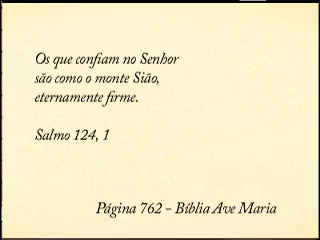 Os que confiam no Senhor
são como o monte Sião,
eternamente firme.
Salmo 124, 1
Página 762 - Bíblia Ave Maria